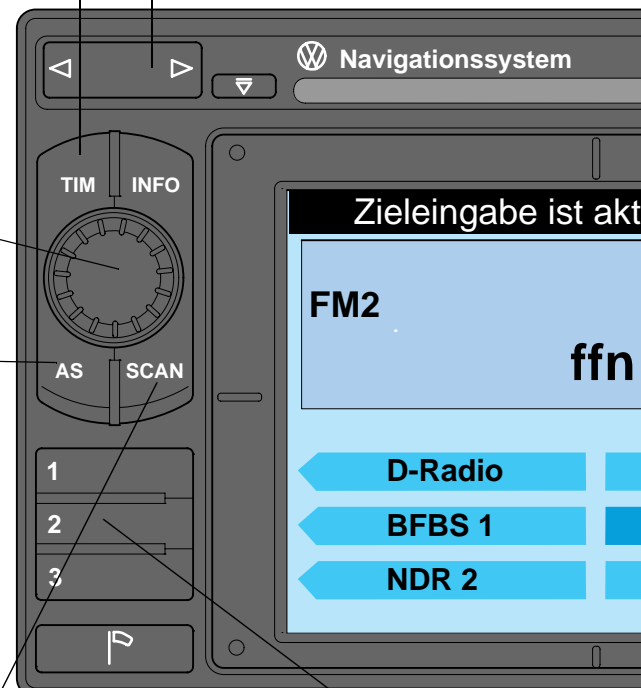 Navigationssystem
TIM INFO
Zieleingabe ist akt
FM2
ffn
AS SCAN
1
D-Radio
2
BFBS 1
3
NDR 2